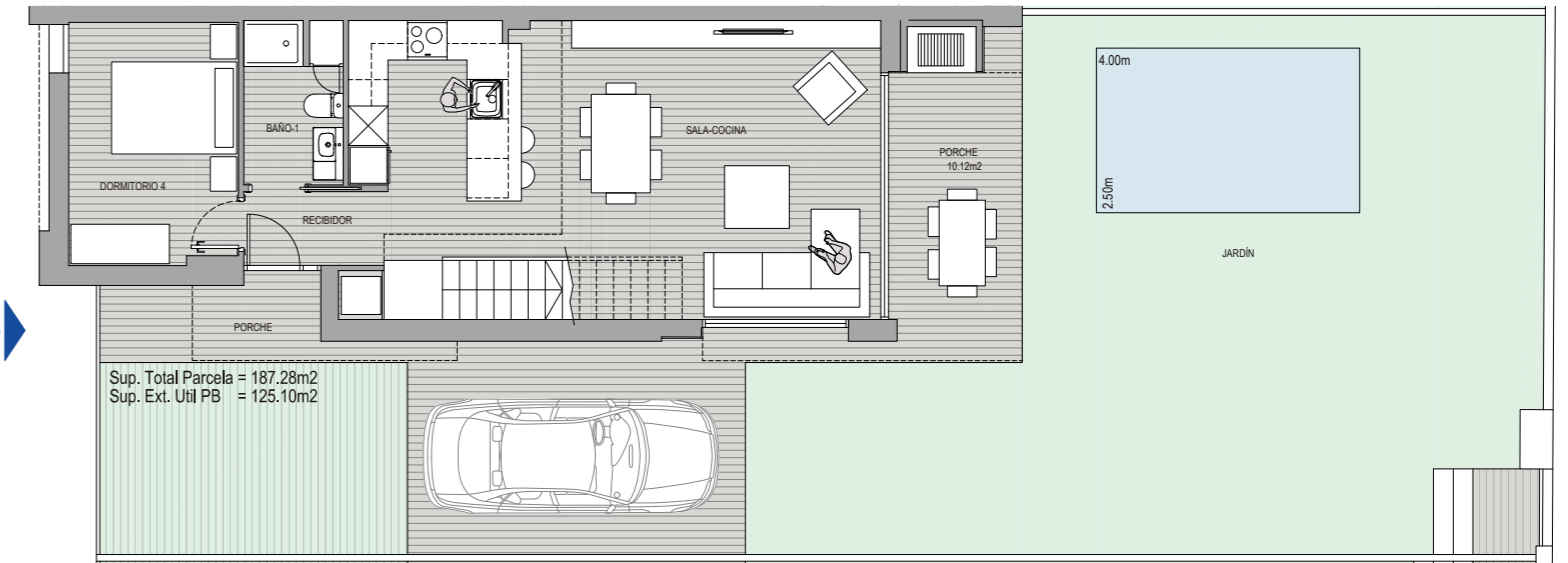 4.00m
2.50m
BAÑO-1
SALA-COCINA
PORCHE
10.12m2
DORMITORIO 4
RECIBIDOR
JARDÍN
PORCHE
Sup. Total Parcela = 187.28m2
Sup. Ext. Util PB = 125.10m2